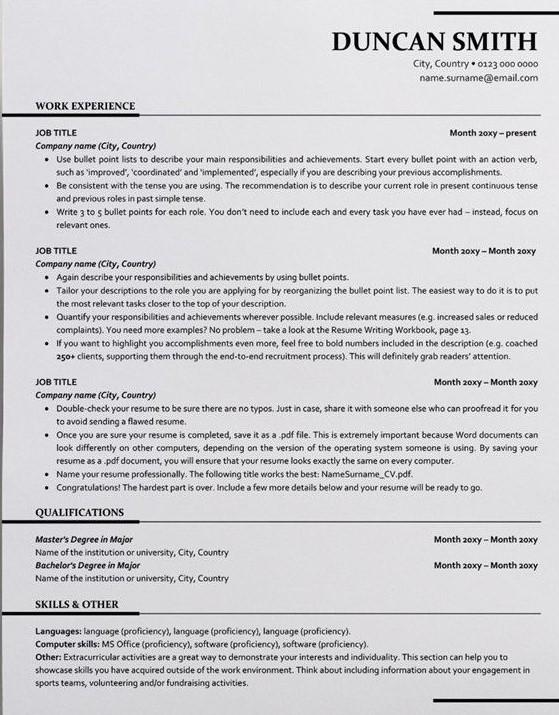 DUNCAN SMITH
City, Country • 0123 000 0000
name.surname@email.com
WORK EXPERIENCE
JOB TITLE Month 20xy – present
Company name (City, Country)
• Use bullet point lists to describe your main responsibilities and achievements. Start every bullet point with an action verb,
such as 'improved', 'coordinated' and 'implemented', especially if you are describing your previous accomplishments.
• Be consistent with the tense you are using. The recommendation is to describe your current role in present continuous tense
and previous roles in past simple tense.
• Write 3 to 5 bullet points for each role. You don't need to include each and every task you have ever had – instead, focus on
relevant ones.
JOB TITLE Month 20xy – Month 20xy
Company name (City, Country)
• Again describe your responsibilities and achievements by using bullet points.
• Tailor your descriptions to the role you are applying for by reorganizing the bullet point list. The easiest way to do it is to put
the most relevant tasks closer to the top of your description.
• Quantify your responsibilities and achievements wherever possible. Include relevant measures (e.g. increased sales or reduced
complaints). You need more examples? No problem – take a look at the Resume Writing Workbook, page 13.
• If you want to highlight you accomplishments even more, feel free to bold numbers included in the description (e.g. coached
250+ clients, supporting them through the end-to-end recruitment process). This will definitely grab readers' attention.
JOB TITLE Month 20xy – Month 20xy
Company name (City, Country)
• Double-check your resume to be sure there are no typos. Just in case, share it with someone else who can proofread it for you
to avoid sending a flawed resume.
• Once you are sure your resume is completed, save it as a .pdf file. This is extremely important because Word documents can
look differently on other computers, depending on the version of the operating system someone is using. By saving your
resume as a .pdf document, you will ensure that your resume looks exactly the same on every computer.
• Name your resume professionally. The following title works the best: NameSurname_CV.pdf.
• Congratulations! The hardest part is over. Include a few more details below and your resume will be ready to go.
QUALIFICATIONS
Master's Degree in Major Month 20xy – Month 20xy
Name of the institution or university, City, Country
Bachelor's Degree in Major Month 20xy – Month 20xy
Name of the institution or university, City, Country
SKILLS & OTHER
Languages: language (proficiency), language (proficiency), language (proficiency).
Computer skills: MS Office (proficiency), software (proficiency), software (proficiency).
Other: Extracurricular activities are a great way to demonstrate your interests and individuality. This section can help you to
showcase skills you have acquired outside of the work environment. Think about including information about your engagement in
sports teams, volunteering and/or fundraising activities.